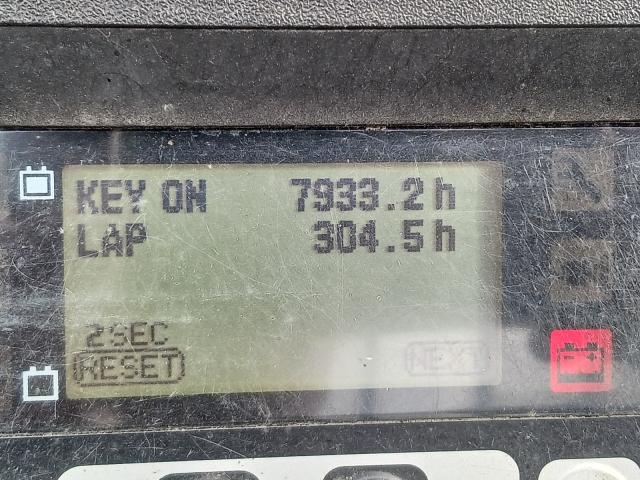 KEY ON 7933.2 h
LAP 304.5 h
2SEC
RESET NEXT